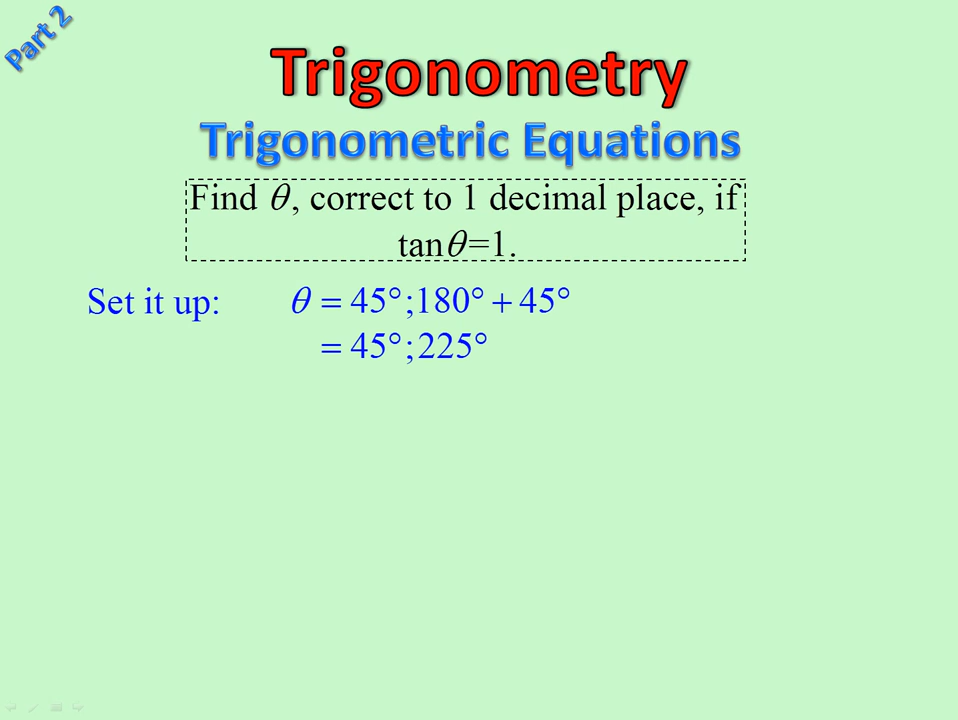 Part 2
Trigonometry
Trigonometric Equations
Find θ, correct to 1 decimal place, if
tanθ=1.
Set it up: θ = 45°;180° + 45°
= 45°;225°